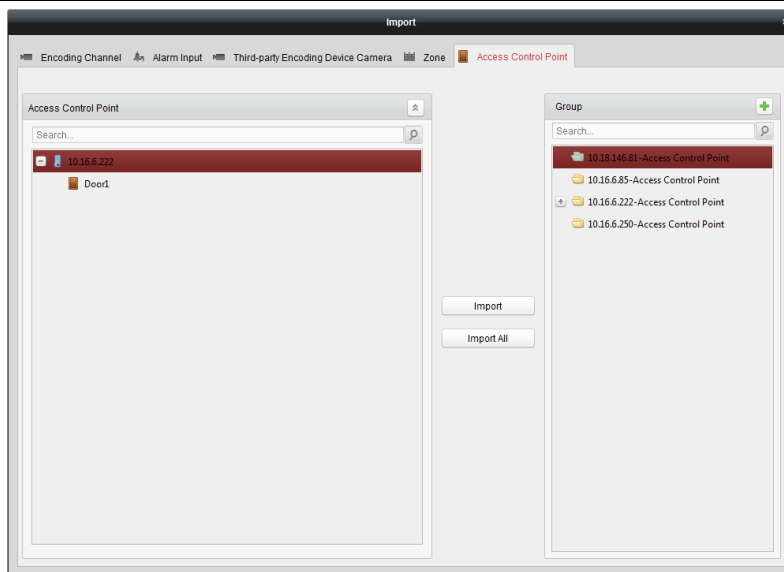 Import
Encoding Channel Alarm Input Third-party Encoding Device Camera Zone Access Control Point
Access Control Point
Search...
10.16.6.222
Door1
Import
Import All
Group
Search...
10.18.146.81-Access Control Point
10.16.6.85-Access Control Point
10.16.6.222-Access Control Point
10.16.6.250-Access Control Point